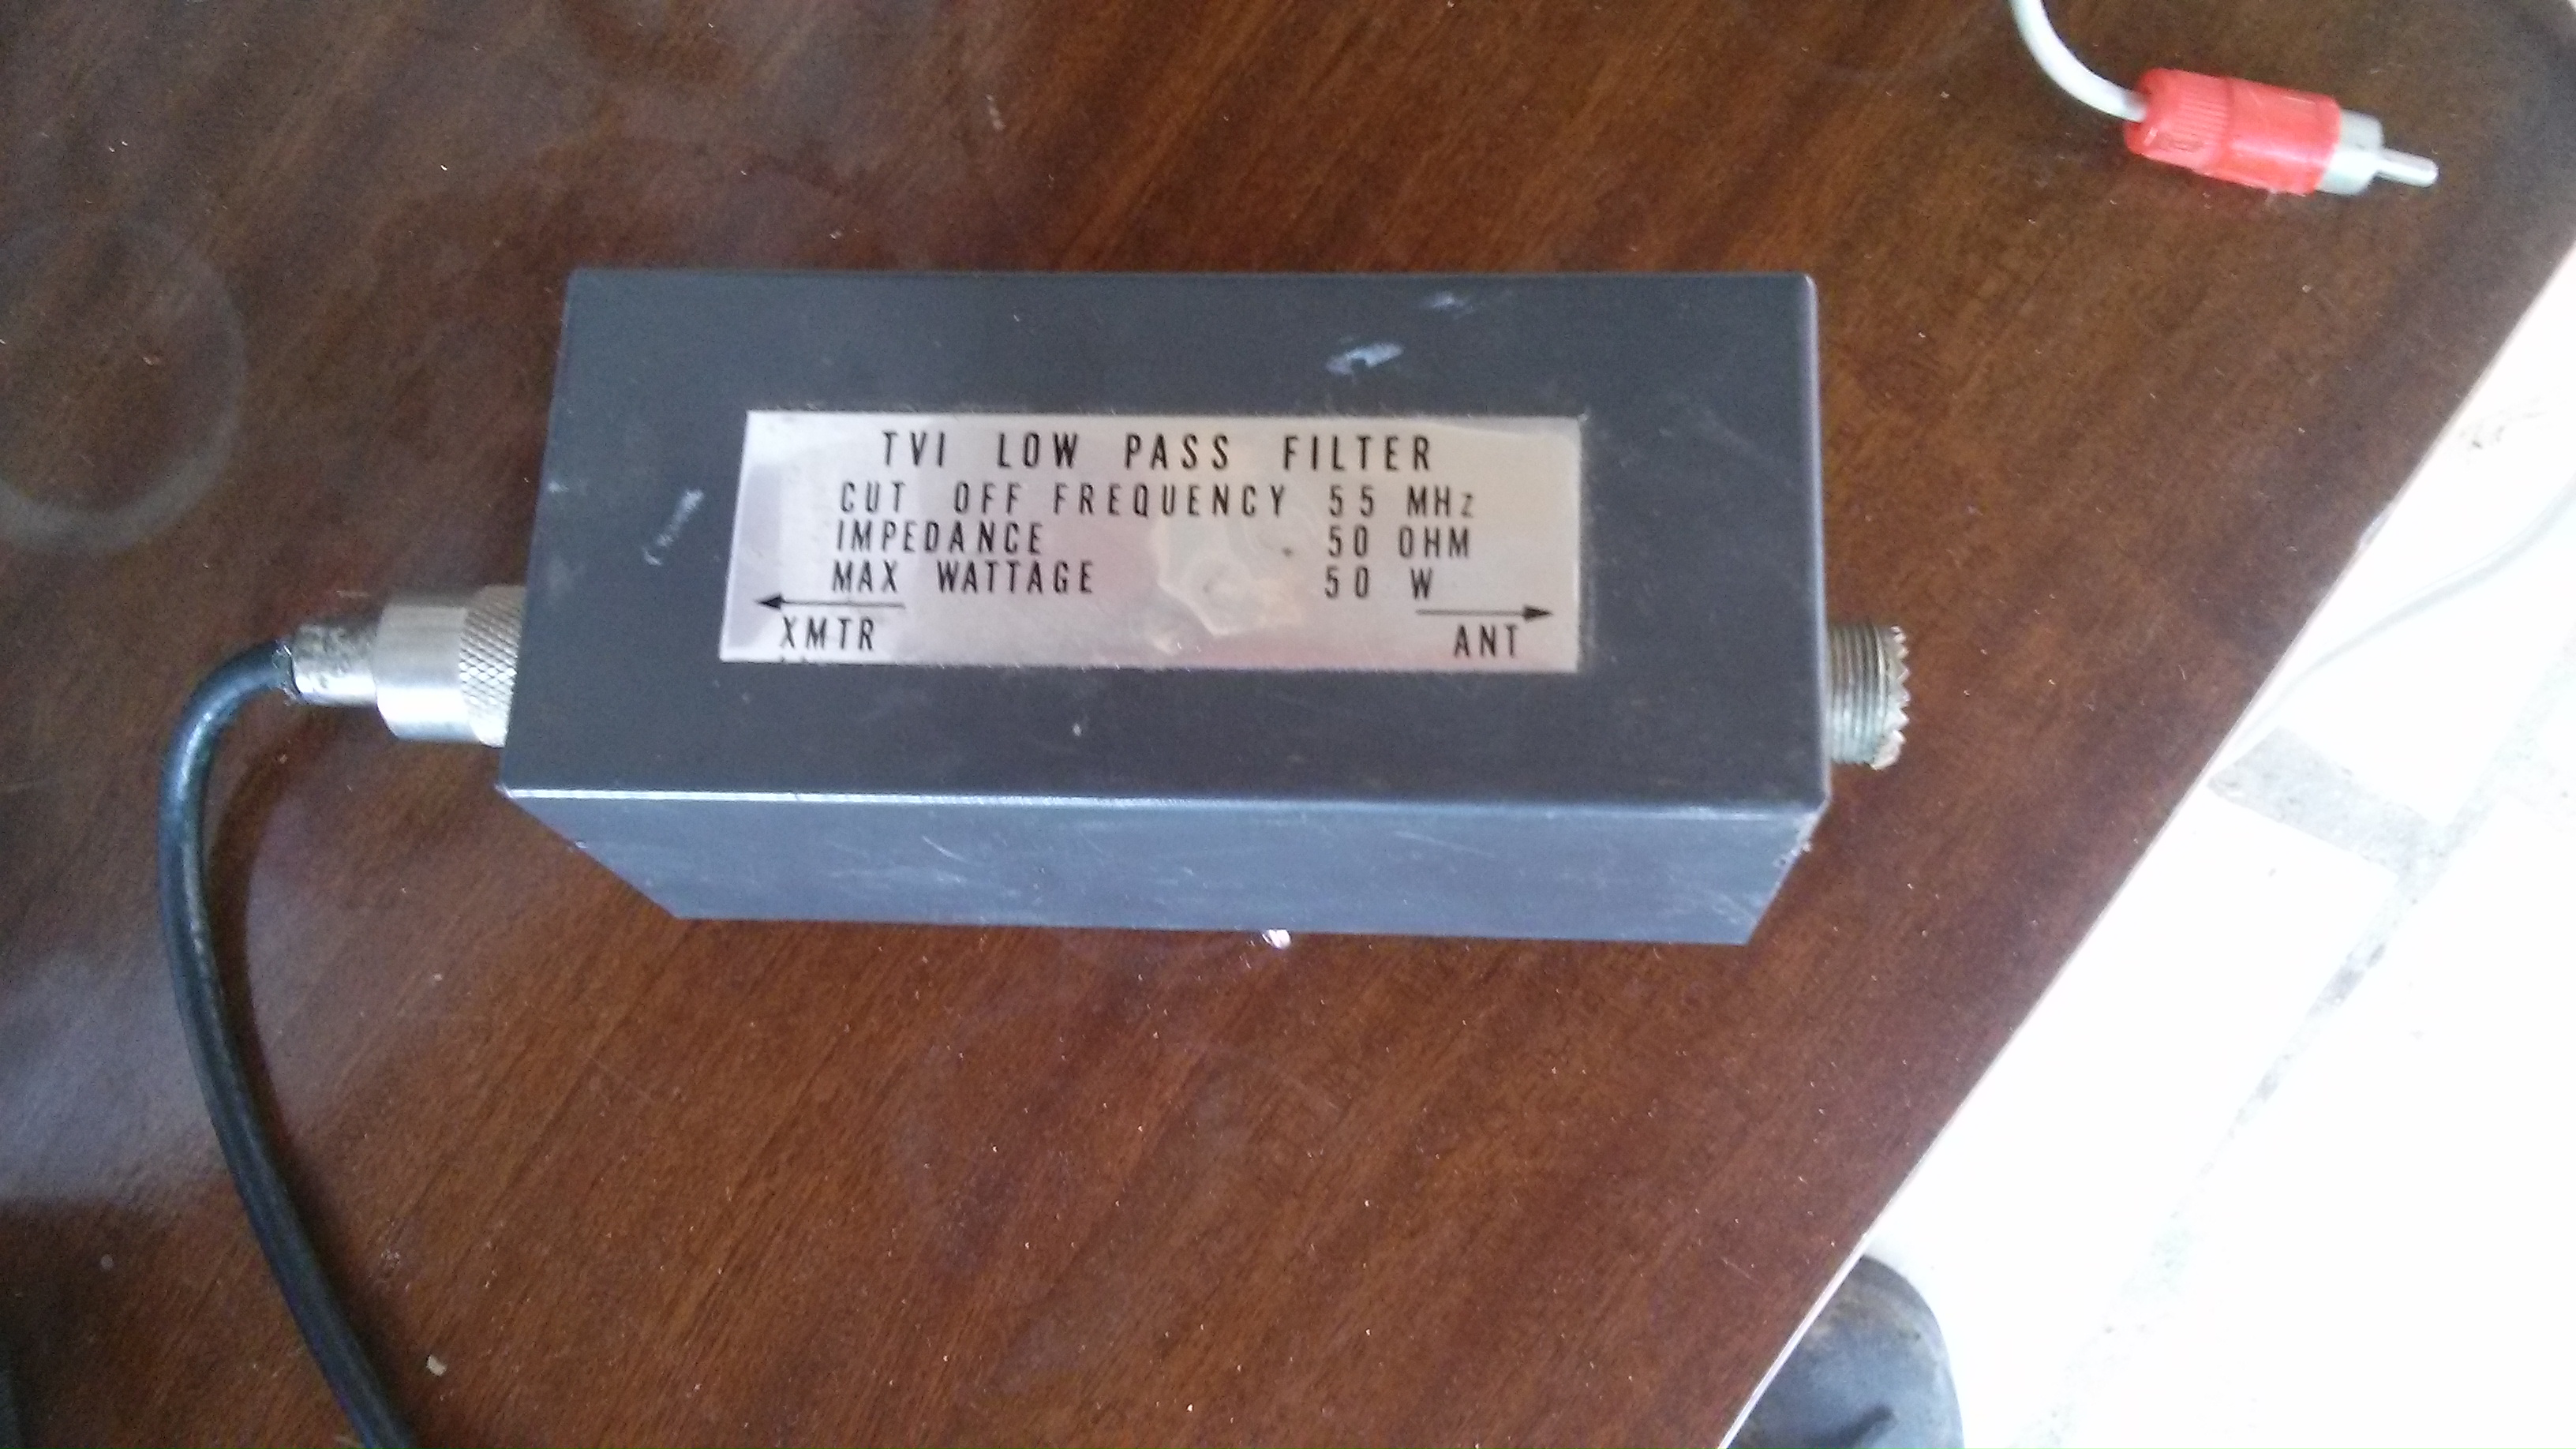 TVI LOW PASS FILTER
CUT OFF FREQUENCY 55 MHz
IMPEDANCE 50 OHM
MAX WATTAGE 50 W
XMTR ANT